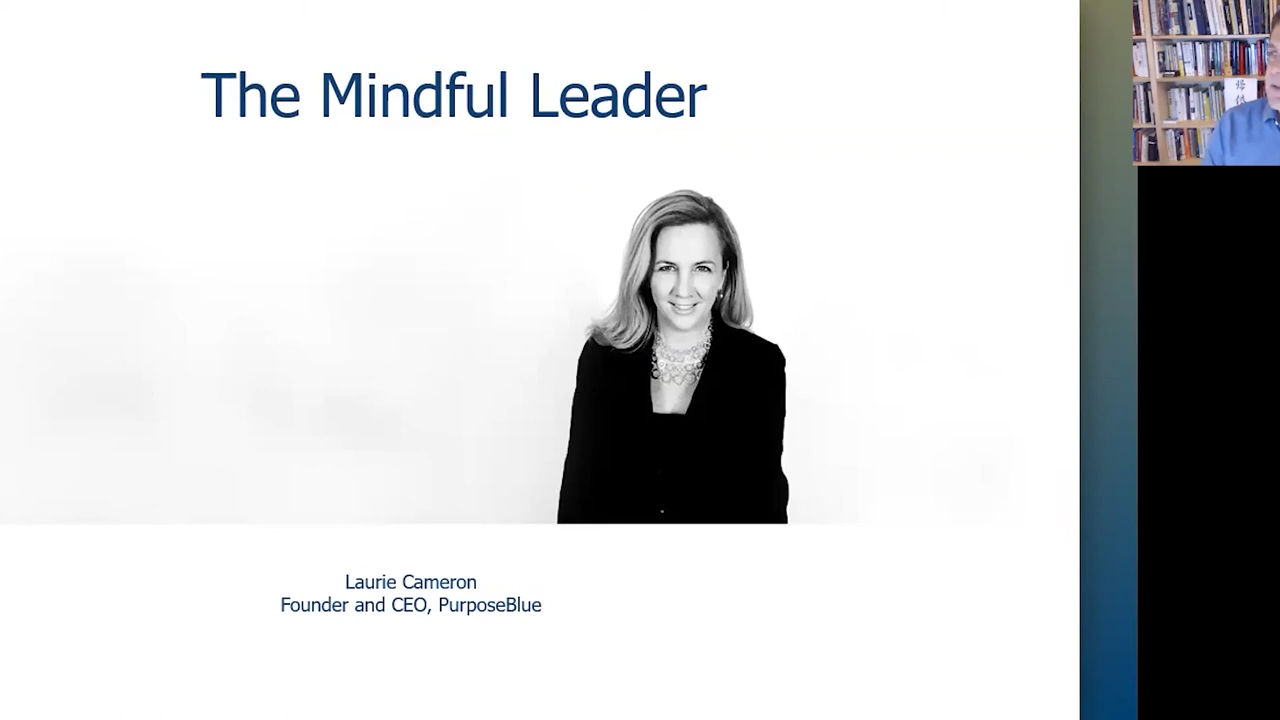 The Mindful Leader
Laurie Cameron
Founder and CEO, PurposeBlue